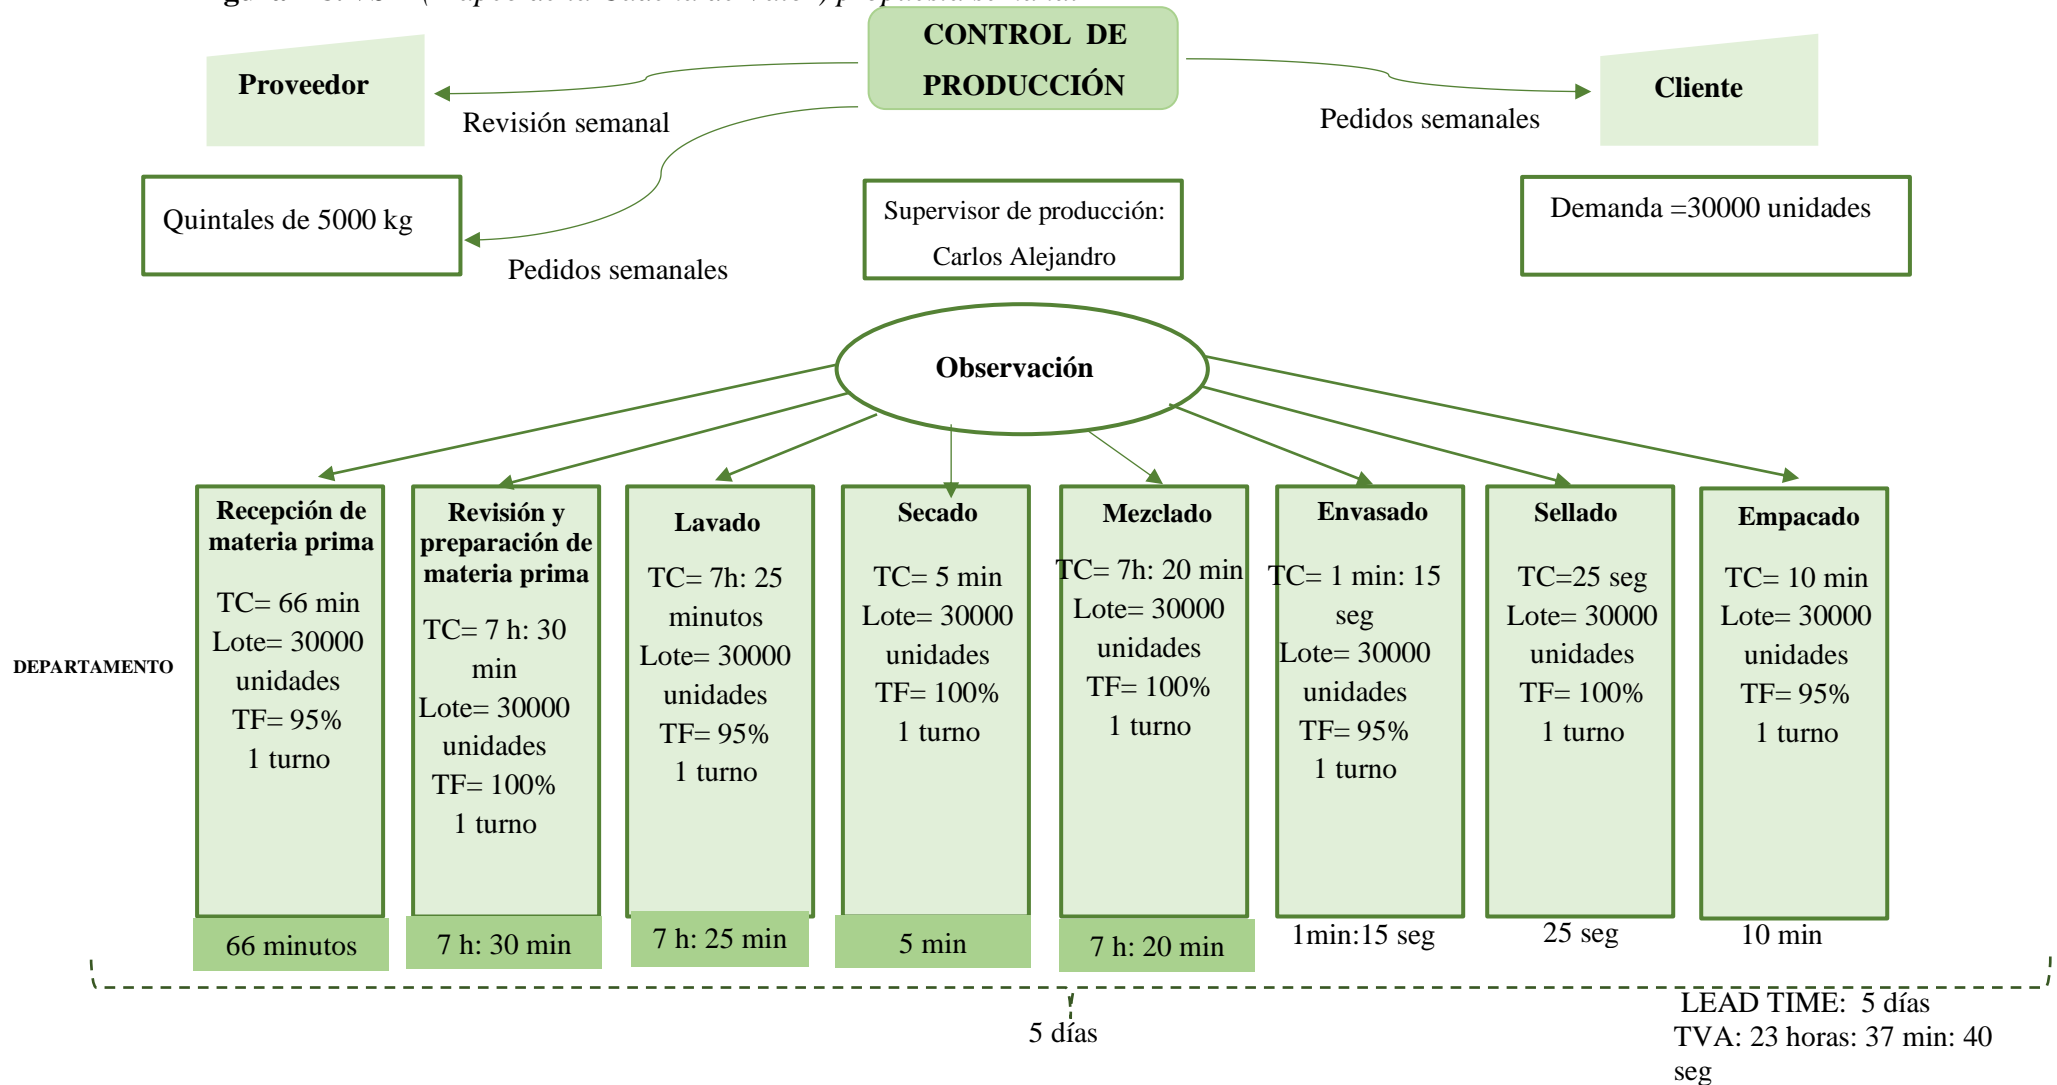 CONTROL DE
PRODUCCIÓN
Proveedor
Cliente
Revisión semanal
Pedidos semanales
Quintales de 5000 kg
Pedidos semanales
Supervisor de producción:
Carlos Alejandro
Demanda =30000 unidades
Observación
DEPARTAMENTO
Recepción de
materia prima
TC= 66 min
Lote= 30000
unidades
TF= 95%
1 turno
Revisión y
preparación de
materia prima
TC= 7 h: 30
min
Lote= 30000
unidades
TF= 100%
1 turno
Lavado
TC= 7h: 25
minutos
Lote= 30000
unidades
TF= 95%
1 turno
Secado
TC= 5 min
Lote= 30000
unidades
TF= 100%
1 turno
Mezclado
TC= 7h: 20 min
Lote= 30000
unidades
TF= 100%
1 turno
Envasado
TC= 1 min: 15
seg
Lote= 30000
unidades
TF= 95%
1 turno
Sellado
TC=25 seg
Lote= 30000
unidades
TF= 100%
1 turno
Empacado
TC= 10 min
Lote= 30000
unidades
TF= 95%
1 turno
66 minutos
7 h: 30 min
7 h: 25 min
5 min
7 h: 20 min
1min:15 seg
25 seg
10 min
5 días
LEAD TIME: 5 días
TVA: 23 horas: 37 min: 40
seg